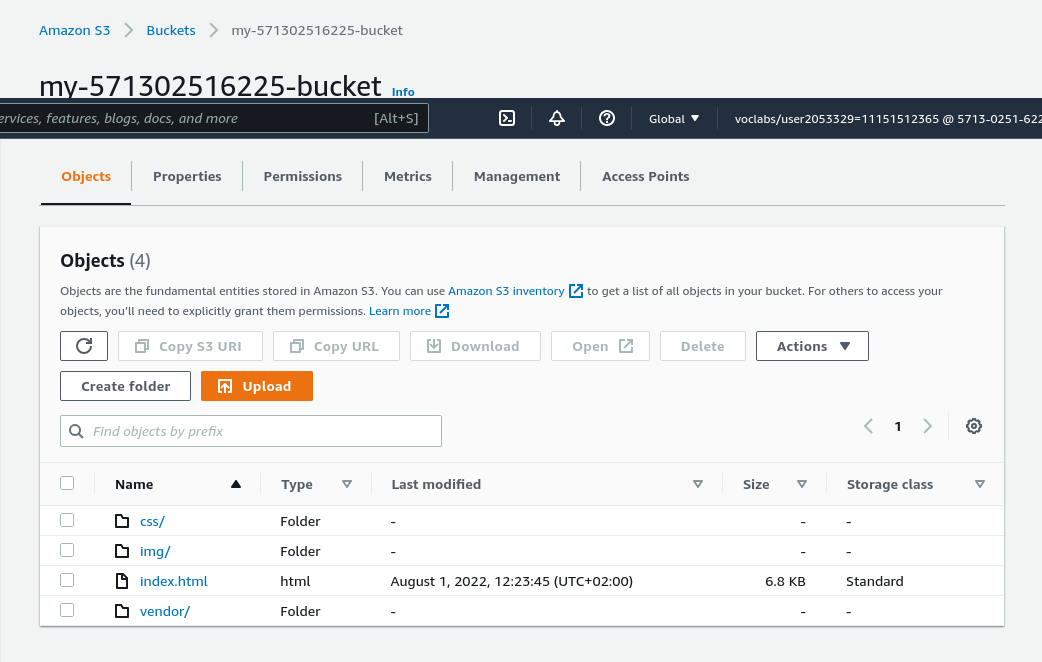 Amazon S3 > Buckets > my-571302516225-bucket
my-571302516225-bucket Info
ervices, features, blogs, docs, and more [Alt+S] Global voclabs/user2053329=11151512365 @ 5713-0251-622
Objects Properties Permissions Metrics Management Access Points
Objects (4)
Objects are the fundamental entities stored in Amazon S3. You can use Amazon S3 inventory to get a list of all objects in your bucket. For others to access your
objects, you'll need to explicitly grant them permissions. Learn more
Copy S3 URI Copy URL Download Open Delete Actions
Create folder Upload
Find objects by prefix 1
Name Type Last modified Size Storage class
css/ Folder - - -
img/ Folder - - -
index.html html August 1, 2022, 12:23:45 (UTC+02:00) 6.8 KB Standard
vendor/ Folder - - -